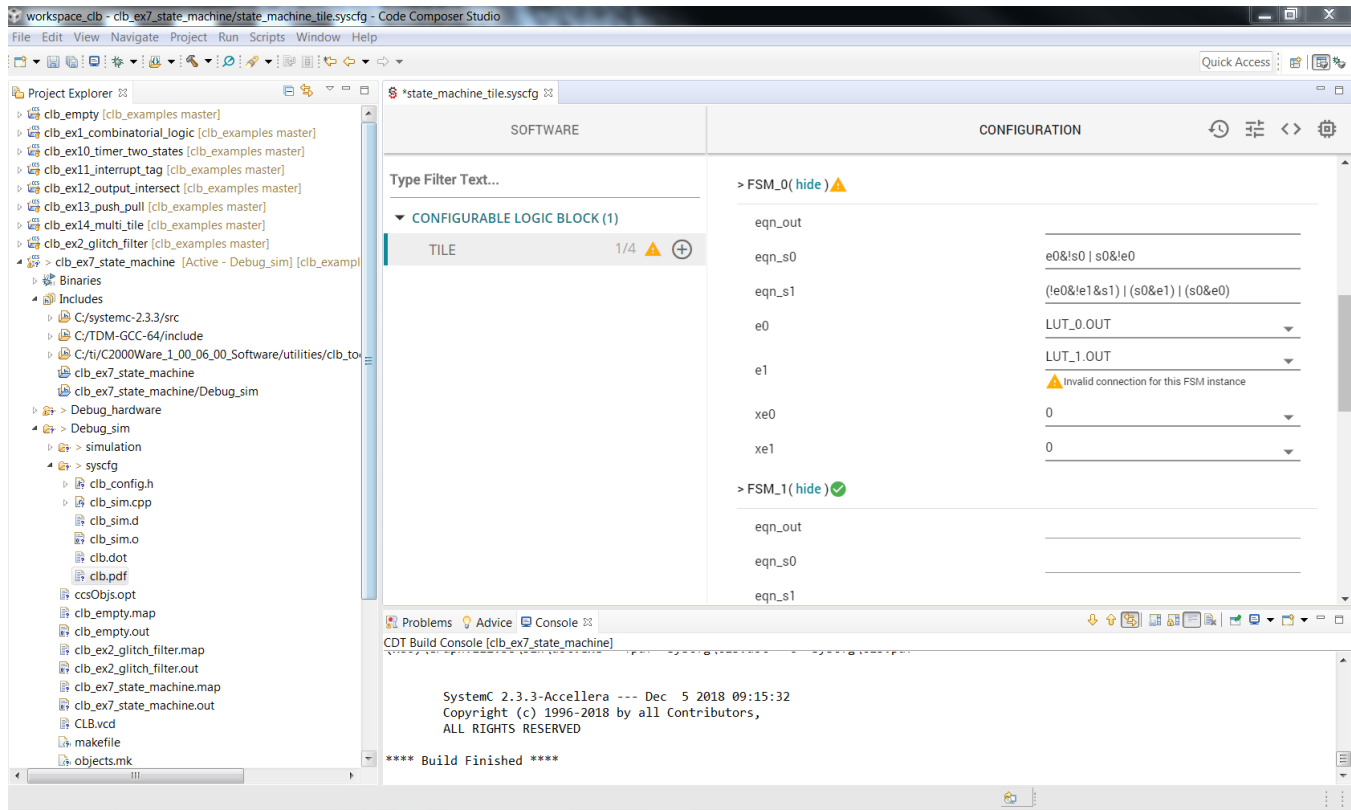 workspace_clb - clb_ex7_state_machine/state_machine_tile.syscfg - Code Composer Studio
File Edit View Navigate Project Run Scripts Window Help
Quick Access
Project Explorer
clb_empty [clb_examples master]
clb_ex1_combinatorial_logic [clb_examples master]
clb_ex10_timer_two_states [clb_examples master]
clb_ex11_interrupt_tag [clb_examples master]
clb_ex12_output_intersect [clb_examples master]
clb_ex13_push_pull [clb_examples master]
clb_ex14_multi_tile [clb_examples master]
clb_ex2_glitch_filter [clb_examples master]
> clb_ex7_state_machine [Active - Debug_sim] [clb_exampl
Binaries
Includes
C:/systemc-2.3.3/src
C:/TDM-GCC-64/include
C:/ti/C2000Ware_1_00_06_00_Software/utilities/clb_to
clb_ex7_state_machine
clb_ex7_state_machine/Debug_sim
> Debug_hardware
> Debug_sim
> simulation
> syscfg
clb_config.h
clb_sim.cpp
clb_sim.d
clb_sim.o
clb.dot
clb.pdf
ccsObjs.opt
clb_empty.map
clb_empty.out
clb_ex2_glitch_filter.map
clb_ex2_glitch_filter.out
clb_ex7_state_machine.map
clb_ex7_state_machine.out
CLB.vcd
makefile
objects.mk
*state_machine_tile.syscfg
SOFTWARE
Type Filter Text...
CONFIGURABLE LOGIC BLOCK (1)
TILE 1/4
CONFIGURATION
> FSM_0( hide )
eqn_out
eqn_s0 e0&!s0 | s0&!e0
eqn_s1 (!e0&!e1&s1) | (s0&e1) | (s0&e0)
e0 LUT_0.OUT
e1 LUT_1.OUT
Invalid connection for this FSM instance
xe0 0
xe1 0
> FSM_1( hide )
eqn_out
eqn_s0
eqn_s1
Problems Advice Console
CDT Build Console [clb_ex7_state_machine]
SystemC 2.3.3-Accellera --- Dec 5 2018 09:15:32
Copyright (c) 1996-2018 by all Contributors,
ALL RIGHTS RESERVED
**** Build Finished ****